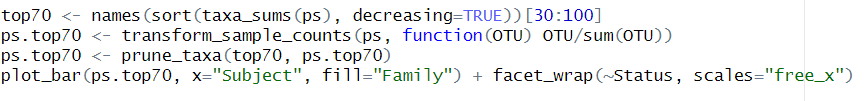 top70 <- names(sort(taxa_sums(ps), decreasing=TRUE))[30:100]
ps.top70 <- transform_sample_counts(ps, function(OTU) OTU/sum(OTU))
ps.top70 <- prune_taxa(top70, ps.top70)
plot_bar(ps.top70, x="Subject", fill="Family") + facet_wrap(~Status, scales="free_x")